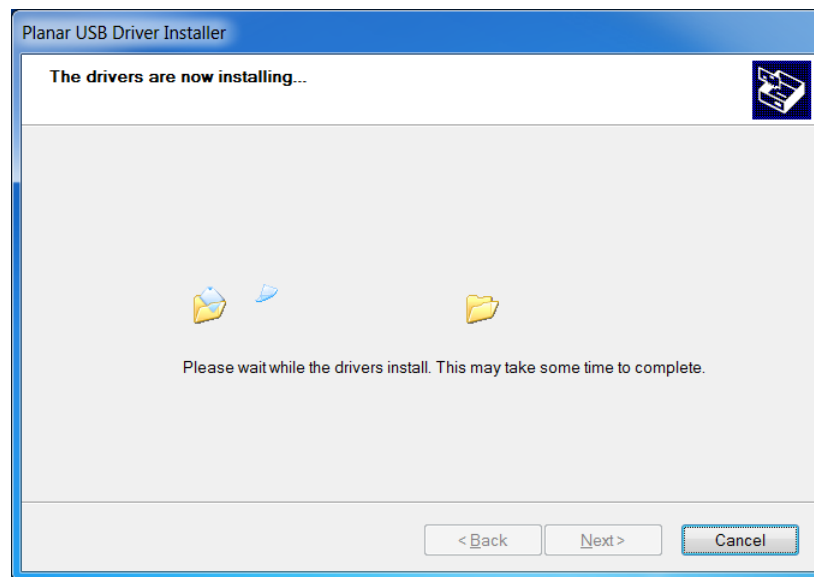 Planar USB Driver Installer
The drivers are now installing...
Please wait while the drivers install. This may take some time to complete.
< Back
Next >
Cancel